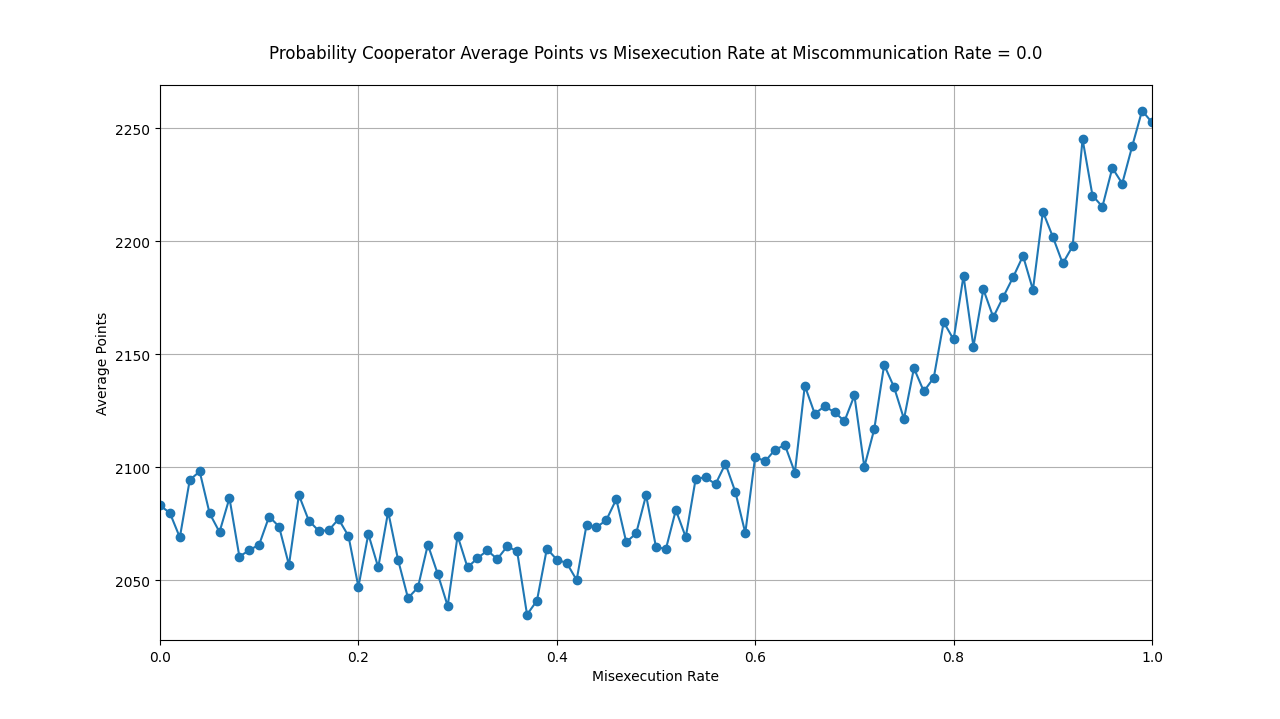 Probability Cooperator Average Points vs Misexecution Rate at Miscommunication Rate = 0.0
2250
2200
2150
2100
2050
Average Points
0.0 0.2 0.4 0.6 0.8 1.0
Misexecution Rate